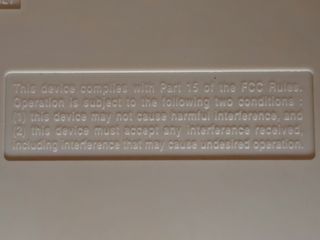 This device complies with Part 15 of the FCC Rules.
Operation is subject to the following two conditions :
(1) this device may not cause harmful interference, and
(2) this device must accept any interference received,
including interference that may cause undesired operation.